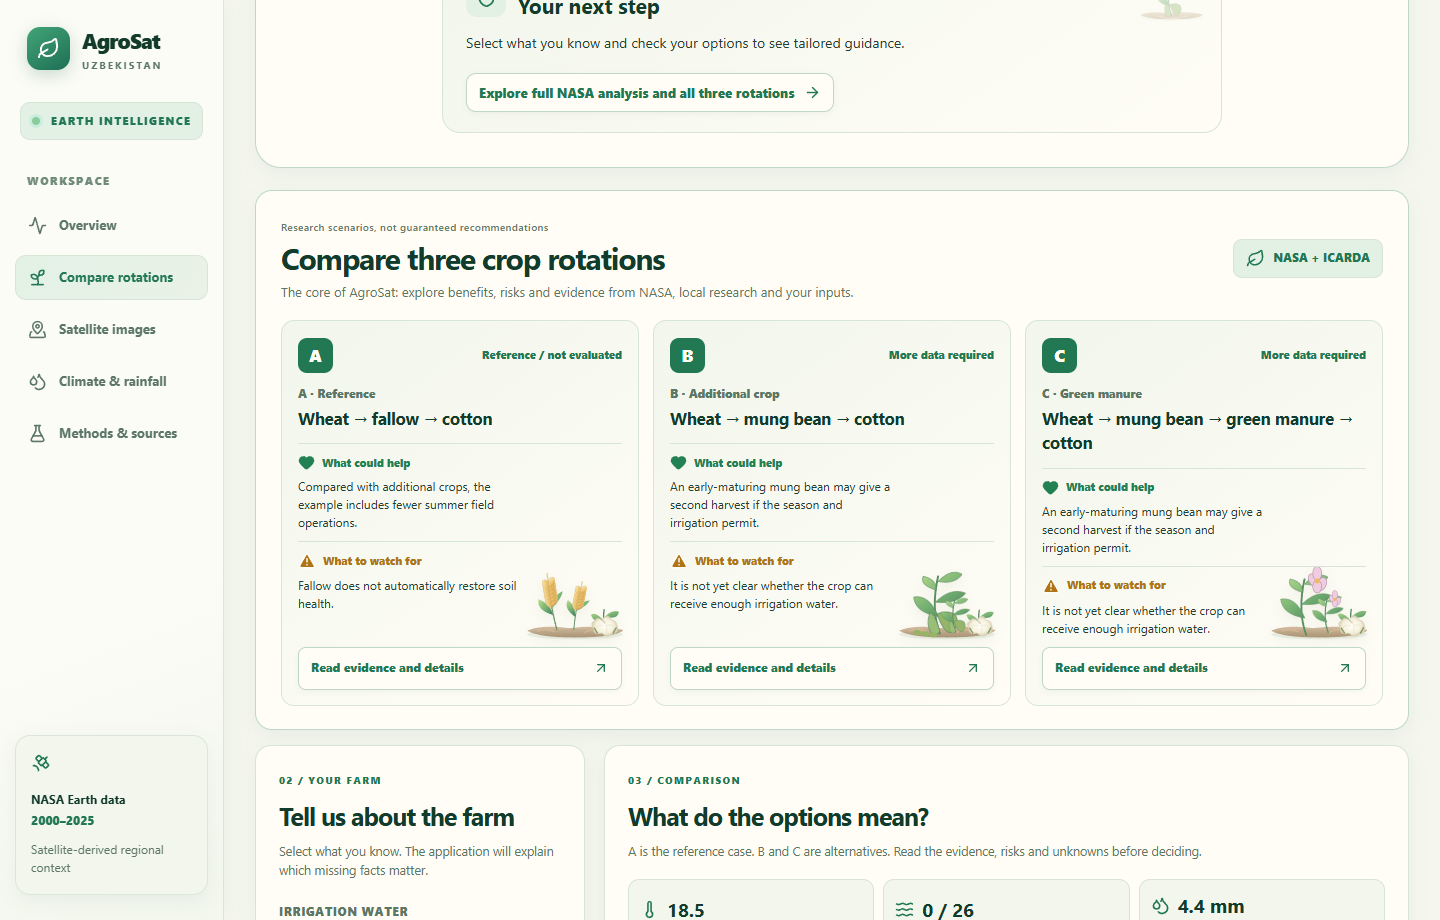 AgroSat
UZBEKISTAN
EARTH INTELLIGENCE
WORKSPACE
Overview
Compare rotations
Satellite images
Climate & rainfall
Methods & sources
NASA Earth data
2000–2025
Satellite-derived regional
context
Your next step
Select what you know and check your options to see tailored guidance.
Explore full NASA analysis and all three rotations →
Research scenarios, not guaranteed recommendations
Compare three crop rotations
NASA + ICARDA
The core of AgroSat: explore benefits, risks and evidence from NASA, local research and your inputs.
A
Reference / not evaluated
A · Reference
Wheat → fallow → cotton
What could help
Compared with additional crops, the
example includes fewer summer field
operations.
What to watch for
Fallow does not automatically restore soil
health.
Read evidence and details
B
More data required
B · Additional crop
Wheat → mung bean → cotton
What could help
An early-maturing mung bean may give a
second harvest if the season and
irrigation permit.
What to watch for
It is not yet clear whether the crop can
receive enough irrigation water.
Read evidence and details
C
More data required
C · Green manure
Wheat → mung bean → green manure →
cotton
What could help
An early-maturing mung bean may give a
second harvest if the season and
irrigation permit.
What to watch for
It is not yet clear whether the crop can
receive enough irrigation water.
Read evidence and details
02 / YOUR FARM
Tell us about the farm
Select what you know. The application will explain
which missing facts matter.
IRRIGATION WATER
03 / COMPARISON
What do the options mean?
A is the reference case. B and C are alternatives. Read the evidence, risks and unknowns before deciding.
18.5
0 / 26
4.4 mm